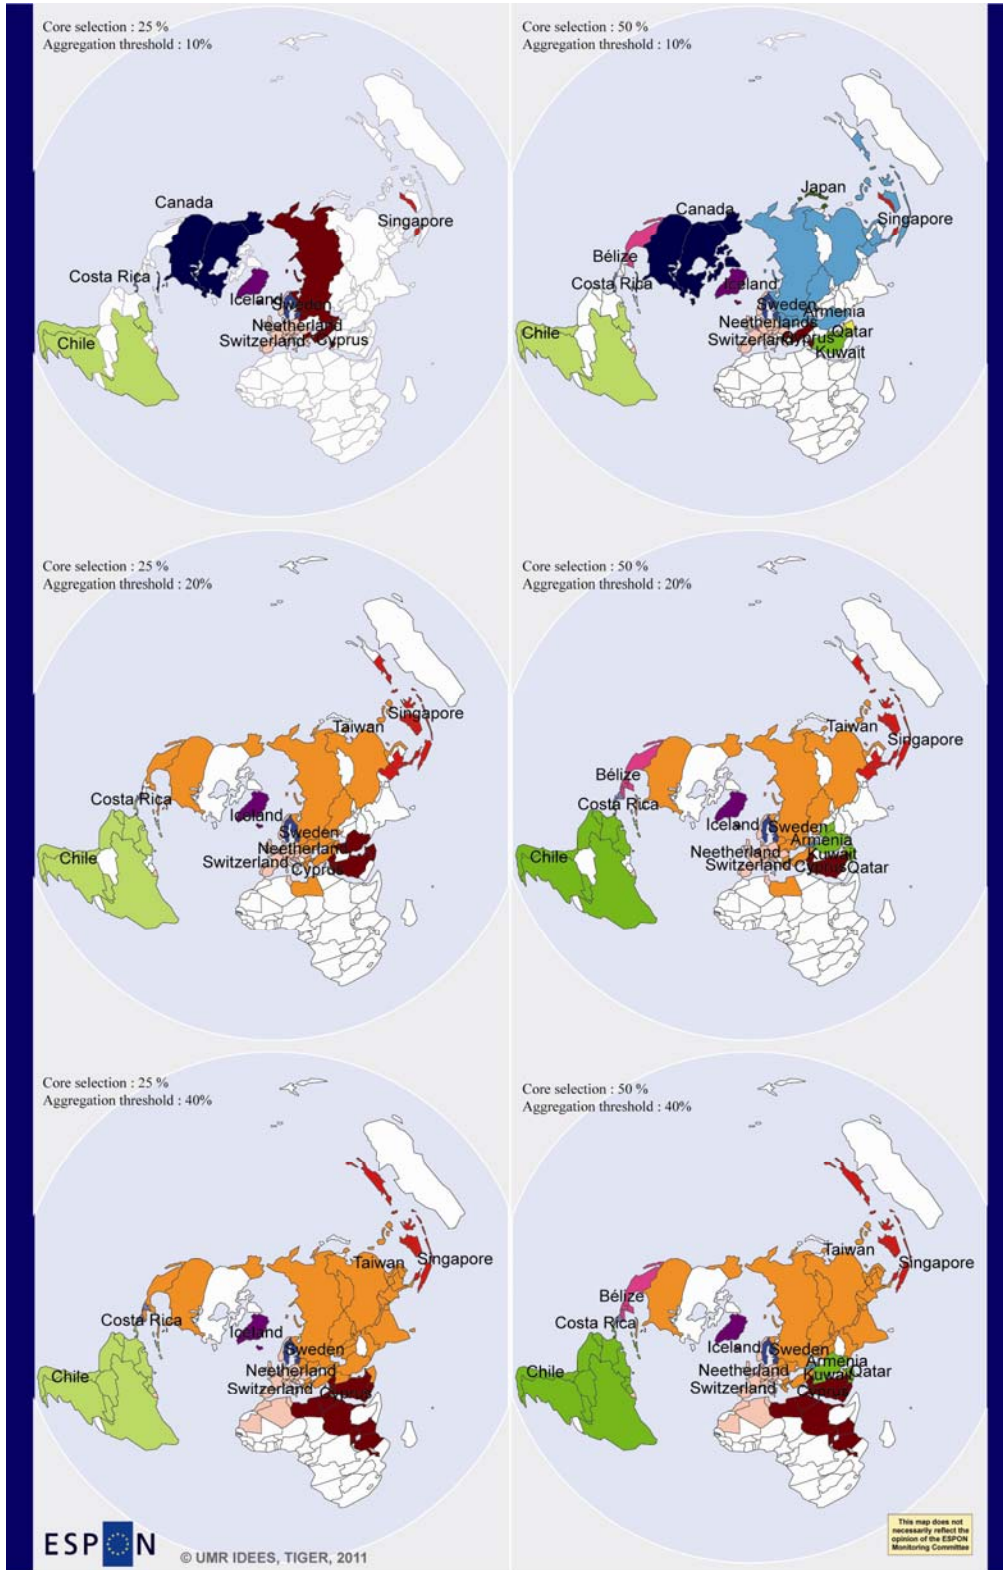 Core selection : 25 %
Aggregation threshold : 10%
Canada
Singapore
Costa Rica
Iceland
Sweden
Neetherland
Switzerland
Cyprus
Chile
Core selection : 50 %
Aggregation threshold : 10%
Japan
Canada
Singapore
Bélize
Costa Rica
Iceland
Sweden
Armenia
Neetherlands
Qatar
Switzerland
Cyprus
Kuwait
Chile
Core selection : 25 %
Aggregation threshold : 20%
Singapore
Taiwan
Costa Rica
Iceland
Sweden
Neetherland
Chile
Switzerland
Cyprus
Core selection : 50 %
Aggregation threshold : 20%
Taiwan
Singapore
Bélize
Costa Rica
Iceland
Sweden
Armenia
Neetherland
Kuwait
Chile
Switzerland
Cyprus
Qatar
Core selection : 25 %
Aggregation threshold : 40%
Taiwan
Singapore
Costa Rica
Iceland
Sweden
Neetherland
Chile
Switzerland
Cyprus
Core selection : 50 %
Aggregation threshold : 40%
Taiwan
Singapore
Bélize
Costa Rica
Iceland
Sweden
Armenia
Neetherland
Kuwait
Qatar
Chile
Switzerland
Cyprus
ESPON
© UMR IDEES, TIGER, 2011
This map does not
necessarily reflect the
opinion of the ESPON
Monitoring Committee